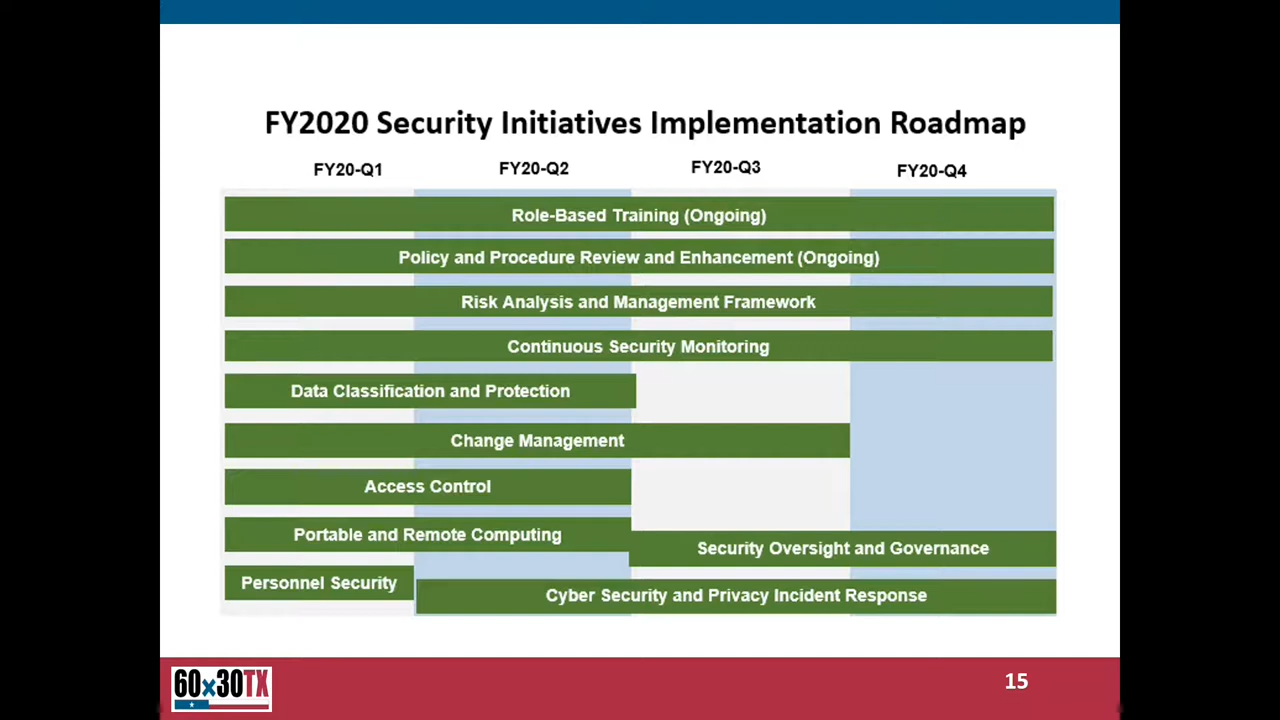 FY2020 Security Initiatives Implementation Roadmap
FY20-Q1 FY20-Q2 FY20-Q3 FY20-Q4
Role-Based Training (Ongoing)
Policy and Procedure Review and Enhancement (Ongoing)
Risk Analysis and Management Framework
Continuous Security Monitoring
Data Classification and Protection
Change Management
Access Control
Portable and Remote Computing
Security Oversight and Governance
Personnel Security
Cyber Security and Privacy Incident Response
60x30TX
15